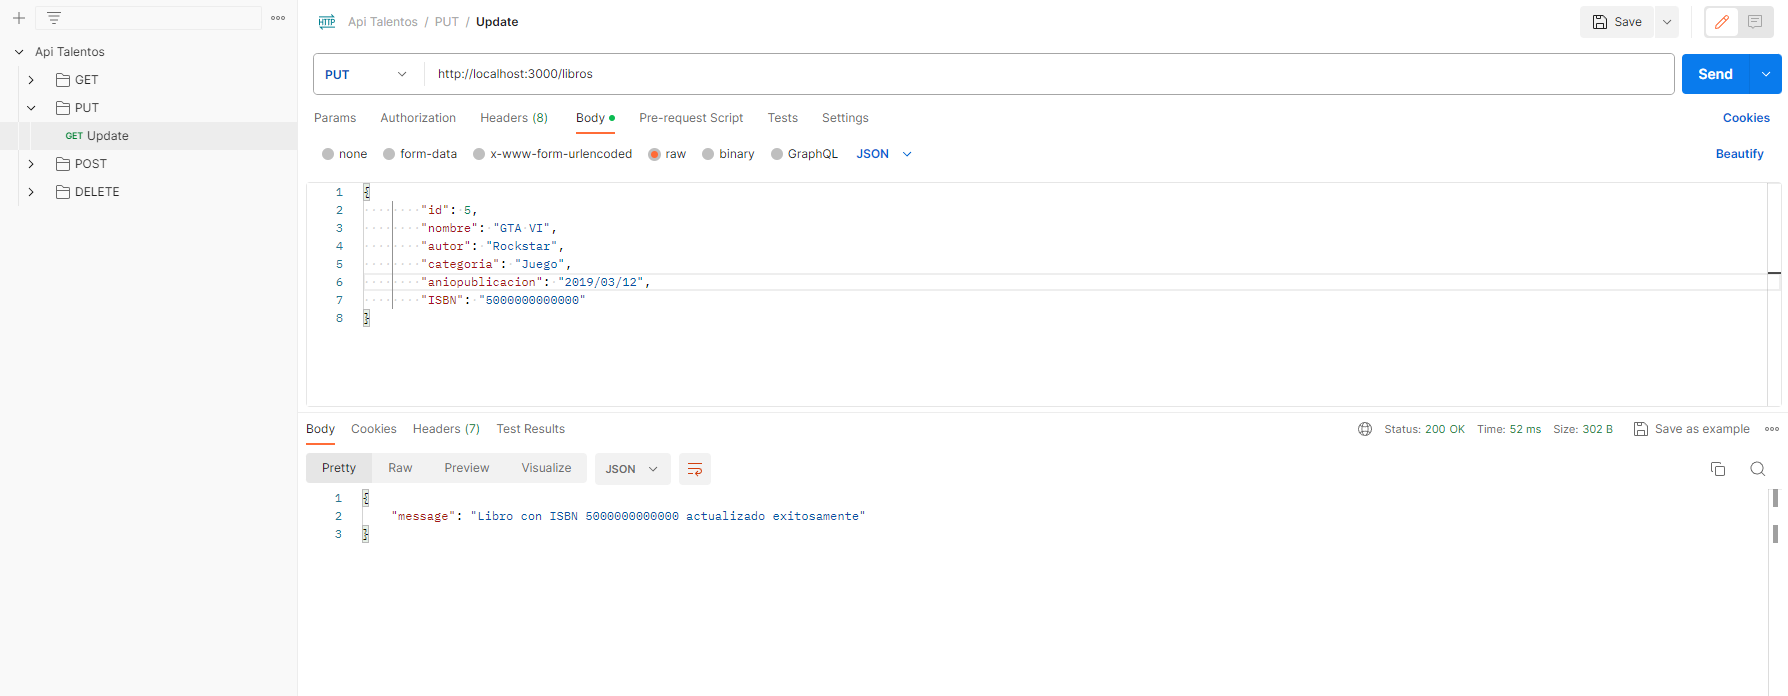 Api Talentos
GET
PUT
GET Update
POST
DELETE
HTTP Api Talentos / PUT / Update
Save
PUT http://localhost:3000/libros
Send
Params Authorization Headers (8) Body Pre-request Script Tests Settings Cookies
none form-data x-www-form-urlencoded raw binary GraphQL JSON Beautify
1 {
2 "id": 5,
3 "nombre": "GTA VI",
4 "autor": "Rockstar",
5 "categoria": "Juego",
6 "aniopublicacion": "2019/03/12",
7 "ISBN": "5000000000000"
8 }
Body Cookies Headers (7) Test Results Status: 200 OK Time: 52 ms Size: 302 B Save as example
Pretty Raw Preview Visualize JSON
1 {
2 "message": "Libro con ISBN 5000000000000 actualizado exitosamente"
3 }